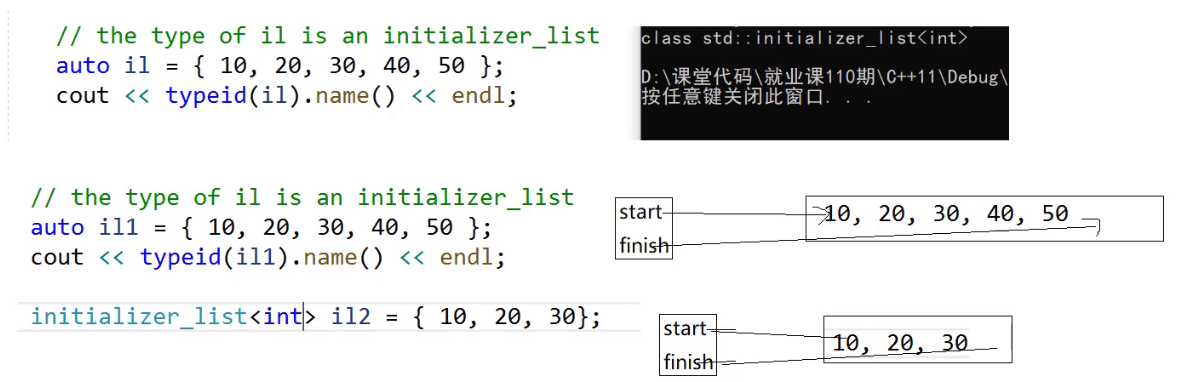 // the type of il is an initializer_list
auto il = { 10, 20, 30, 40, 50 };
cout << typeid(il).name() << endl;
class std::initializer_list<int>
D:\课堂代码\就业课110期\C++11\Debug\
按任意键关闭此窗口. . .
// the type of il is an initializer_list
auto il1 = { 10, 20, 30, 40, 50 };
cout << typeid(il1).name() << endl;
start
finish
10, 20, 30, 40, 50
initializer_list<int> il2 = { 10, 20, 30};
start
finish
10, 20, 30